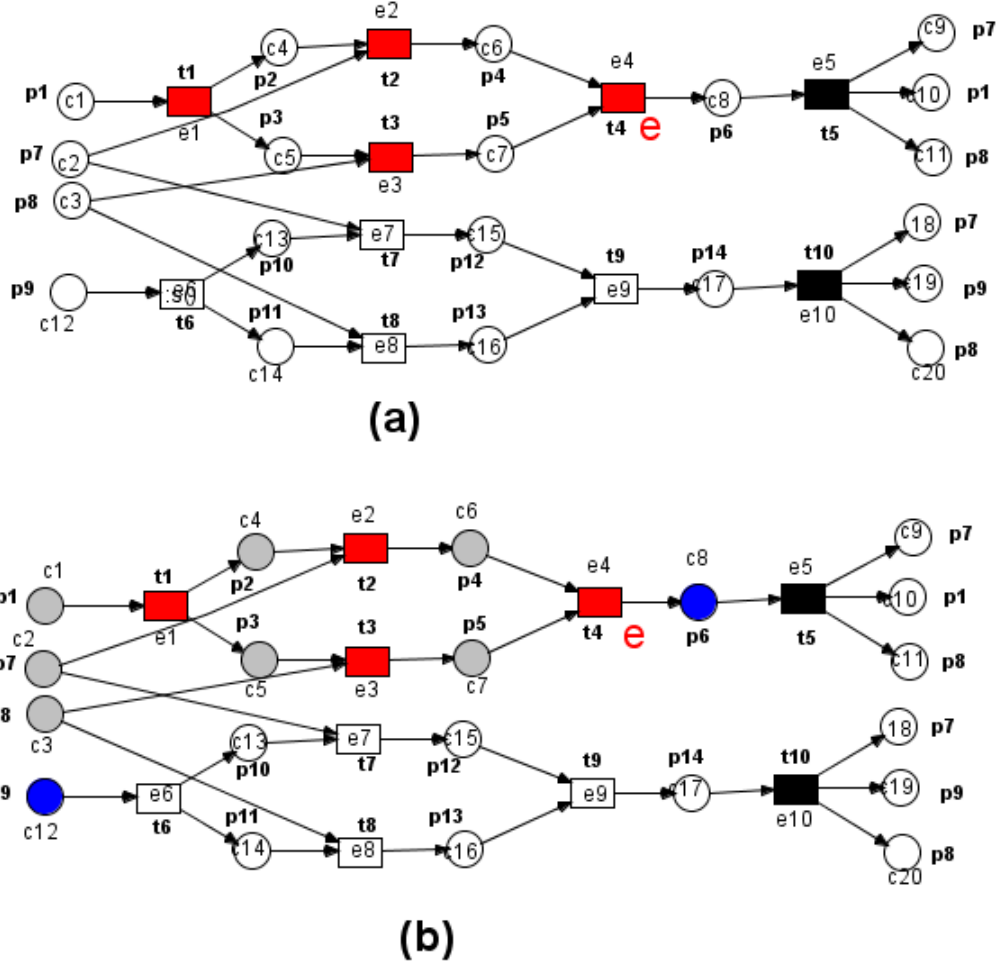 e2
c9 p7
c4 c6
t1 e4 e5
p2 t2 p4
p1 c1 c8 c10 p1
e1 p3 t3 p5 t4 e p6 t5
p7 c2 c5 c7 c11 p8
p8 c3 e3
c13 e7 c15 18 p7
p10 t7 p12 t9 p14 t10
p9 e9 c17 c19 p9
c12 t6 p11 t8 p13 e10
c14 e8 c16 p8
c20
(a)
c4 e2 c6 c9 p7
c1 t1 p2 t2 p4 e4 c8 e5
p1 c10 p1
c2 e1 p3 t3 p5 t4 e p6 t5
p7 c11 p8
8 c5 e3 c7
c3 c13 e7 c15 18 p7
p10 t7 p12 t9 p14 t10
9 e6 e9 c17 c19 p9
c12 t6 p11 t8 p13 e10
c14 e8 c16 p8
c20
(b)